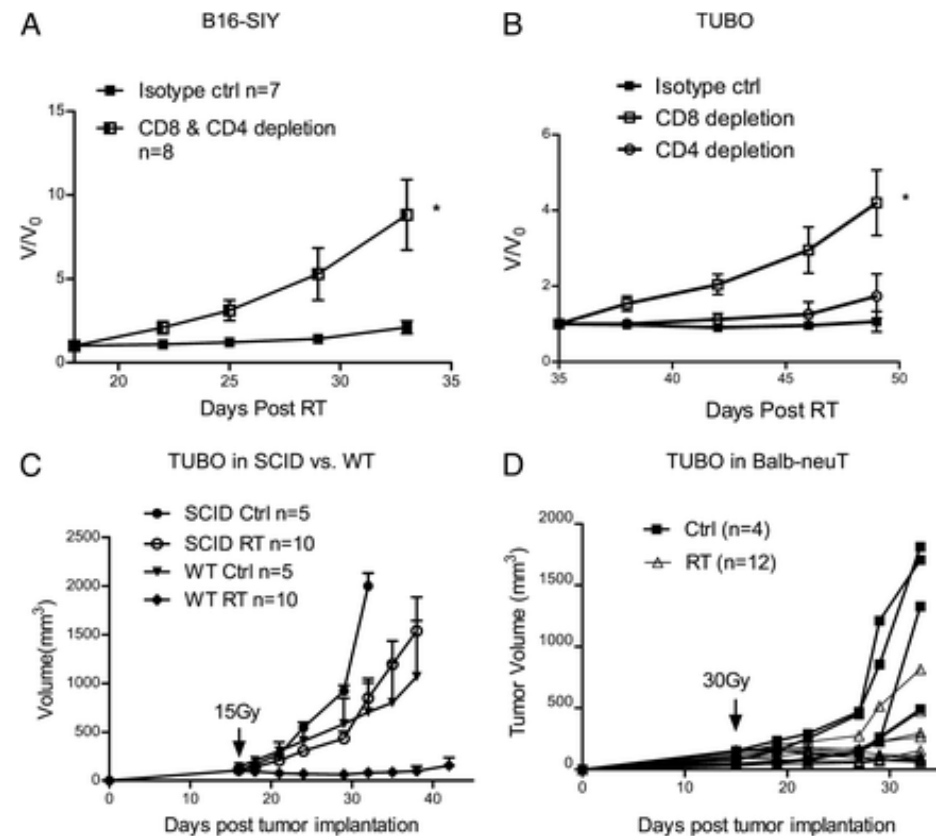 A
B16-SIY
Isotype ctrl n=7
CD8 & CD4 depletion
n=8
15
10
5
0
V/V₀
*
20
25
30
35
Days Post RT
B
TUBO
Isotype ctrl
CD8 depletion
CD4 depletion
6
4
2
0
V/V₀
*
35
40
45
50
Days Post RT
C
TUBO in SCID vs. WT
SCID Ctrl n=5
SCID RT n=10
WT Ctrl n=5
WT RT n=10
2500
2000
1500
1000
500
0
Volume(mm³)
15Gy
0
10
20
30
40
Days post tumor implantation
D
TUBO in Balb-neuT
Ctrl (n=4)
RT (n=12)
2000
1500
1000
500
0
Tumor Volume (mm³)
30Gy
0
10
20
30
Days post tumor implantation